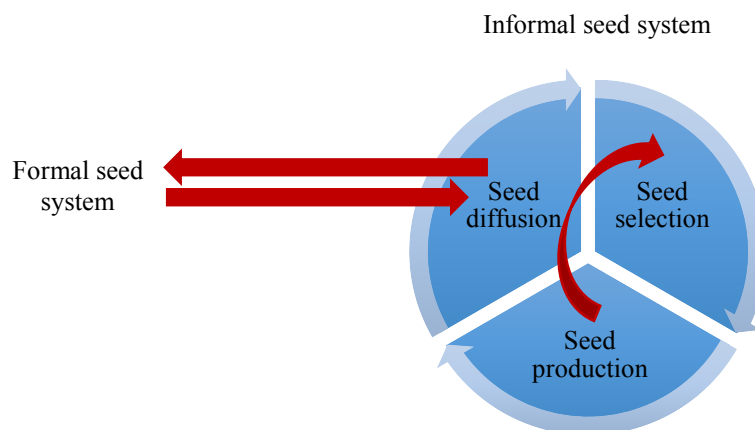 Informal seed system
Formal seed
system
Seed
diffusion
Seed
selection
Seed
production